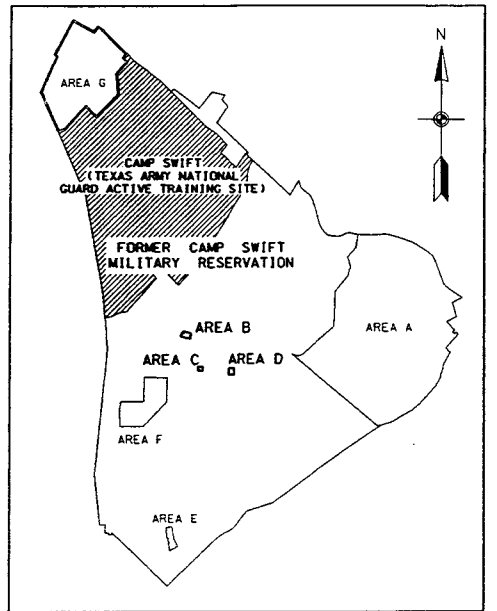 N
AREA G
CAMP SWIFT
(TEXAS ARMY NATIONAL
GUARD ACTIVE TRAINING SITE)
FORMER CAMP SWIFT
MILITARY RESERVATION
AREA B
AREA A
AREA C
AREA D
AREA F
AREA E